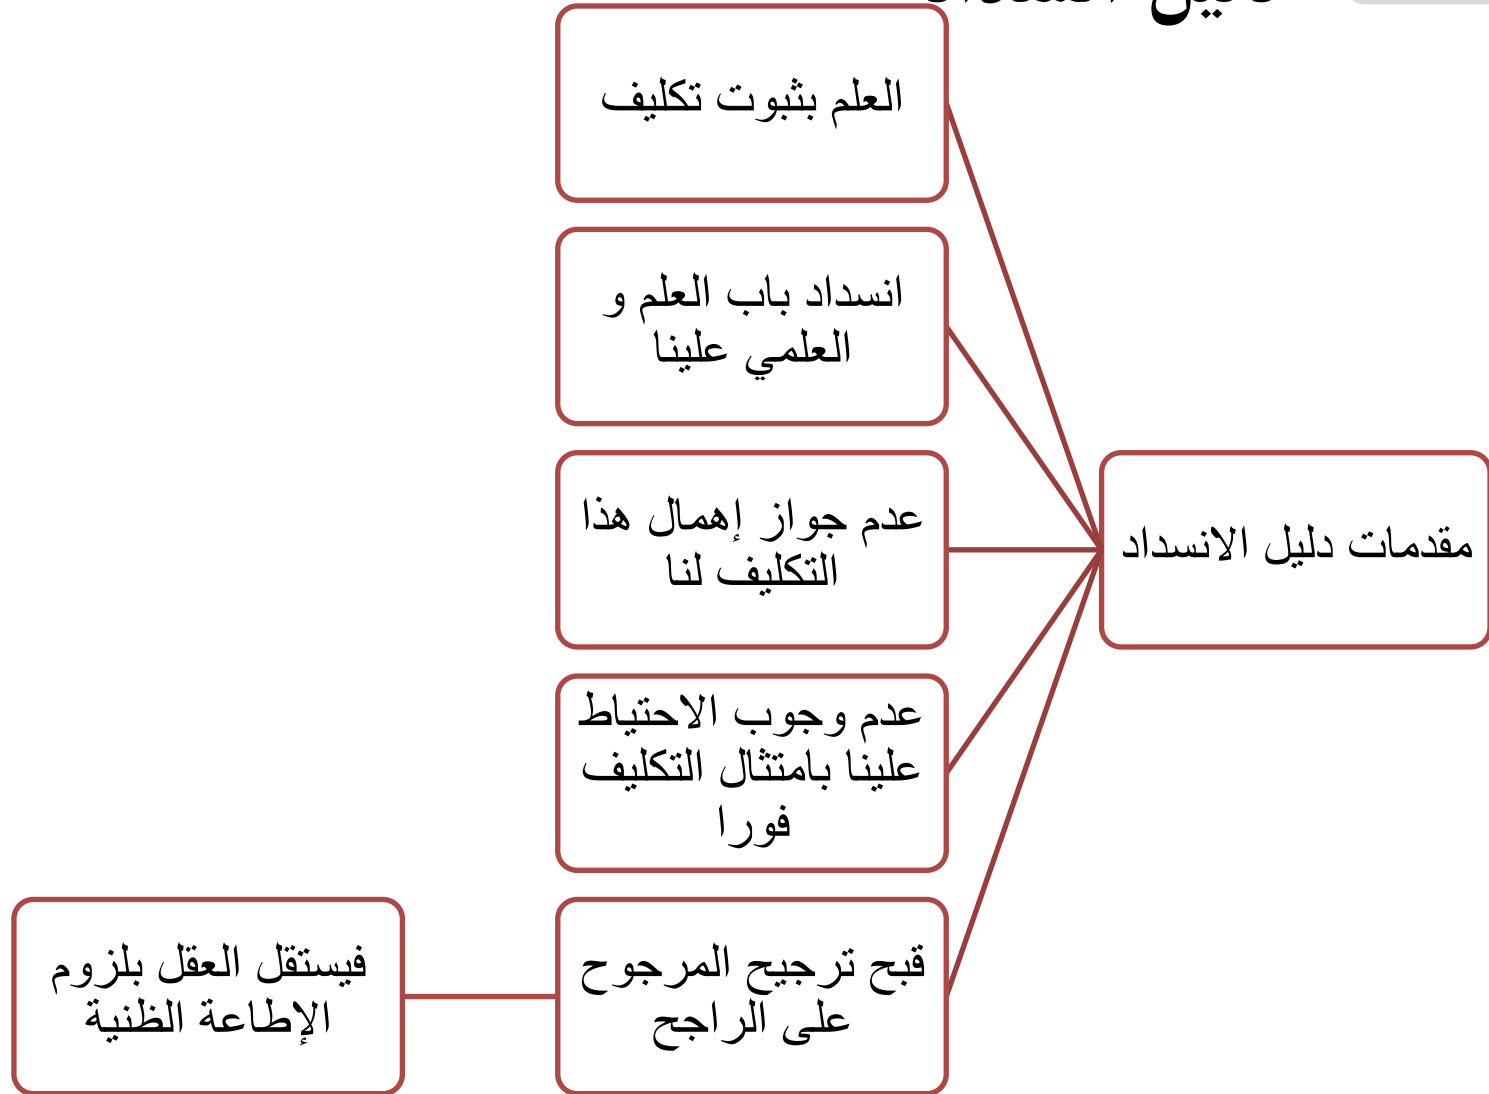 العلم بثبوت تكليف
انسداد باب العلم و
العلمي علينا
عدم جواز إهمال هذا
التكليف لنا
مقدمات دليل الانسداد
عدم وجوب الاحتياط
علينا بامتثال التكليف
فورا
قبح ترجيح المرجوح
على الراجح
فيستقل العقل بلزوم
الإطاعة الظنية